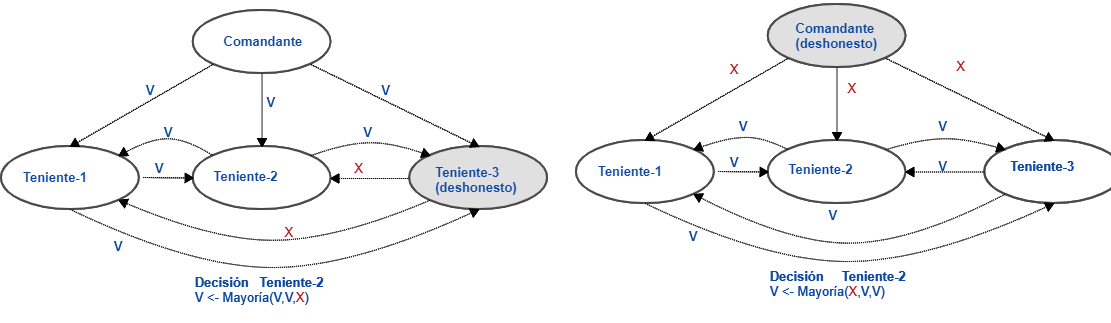 Comandante
V
V
V
V
V
V
X
Teniente-1
Teniente-2
Teniente-3
(deshonesto)
X
V
Decisión Teniente-2
V <- Mayoría(V,V,X)
Comandante
(deshonesto)
X
X
X
V
V
V
V
Teniente-1
Teniente-2
Teniente-3
V
V
Decisión Teniente-2
V <- Mayoría(X,V,V)